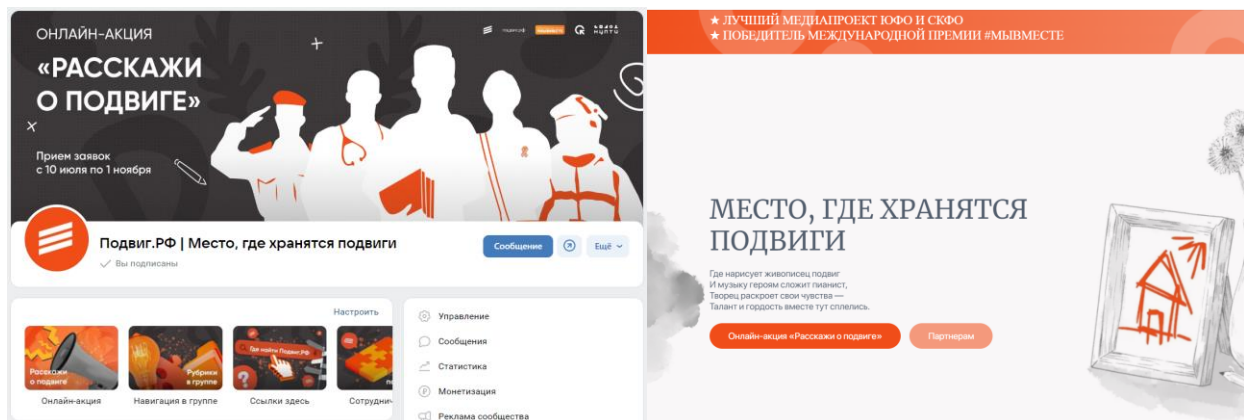 ОНЛАЙН-АКЦИЯ
«РАССКАЖИ
О ПОДВИГЕ»
Прием заявок
с 10 июля по 1 ноября
подвиг.рф
#МЫВМЕСТЕ
Подвиг.РФ | Место, где хранятся подвиги
Вы подписаны
Сообщение
Ещё
Настроить
Расскажи
о подвиге
Рубрики
в группе
Где найти Подвиг.РФ
Онлайн-акция
Навигация в группе
Ссылки здесь
Управление
Сообщения
Статистика
Монетизация
Реклама сообщества
★ ЛУЧШИЙ МЕДИАПРОЕКТ ЮФО И СКФО
★ ПОБЕДИТЕЛЬ МЕЖДУНАРОДНОЙ ПРЕМИИ #МЫВМЕСТЕ
МЕСТО, ГДЕ ХРАНЯТСЯ
ПОДВИГИ
Где нарисует живописец подвиг
И музыку героям сложит пианист,
Творец раскроет свои чувства —
Талант и гордость вместе тут сплелись.
Онлайн-акция «Расскажи о подвиге»
Партнерам